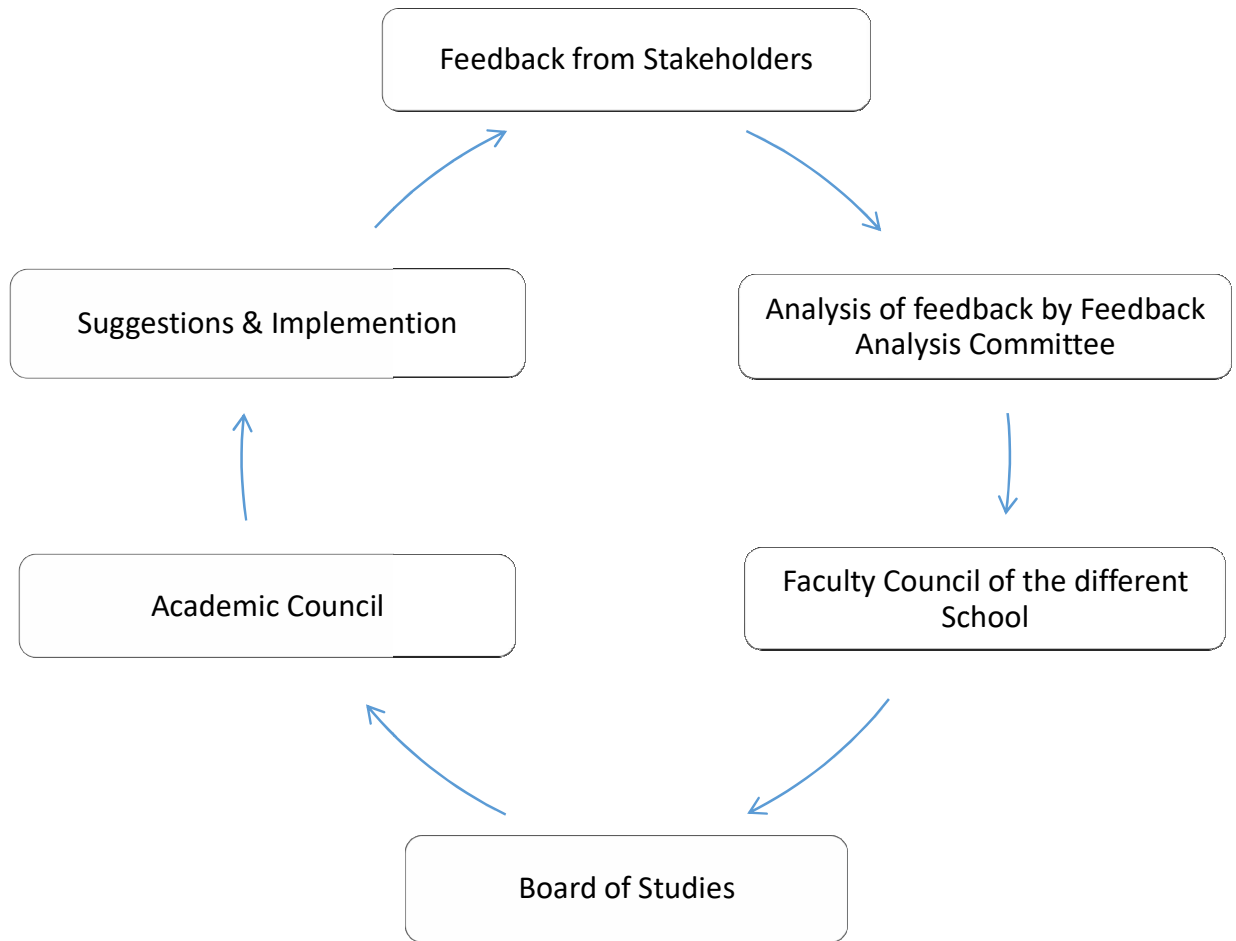 Feedback from Stakeholders
Analysis of feedback by Feedback
Analysis Committee
Faculty Council of the different
School
Board of Studies
Academic Council
Suggestions & Implemention